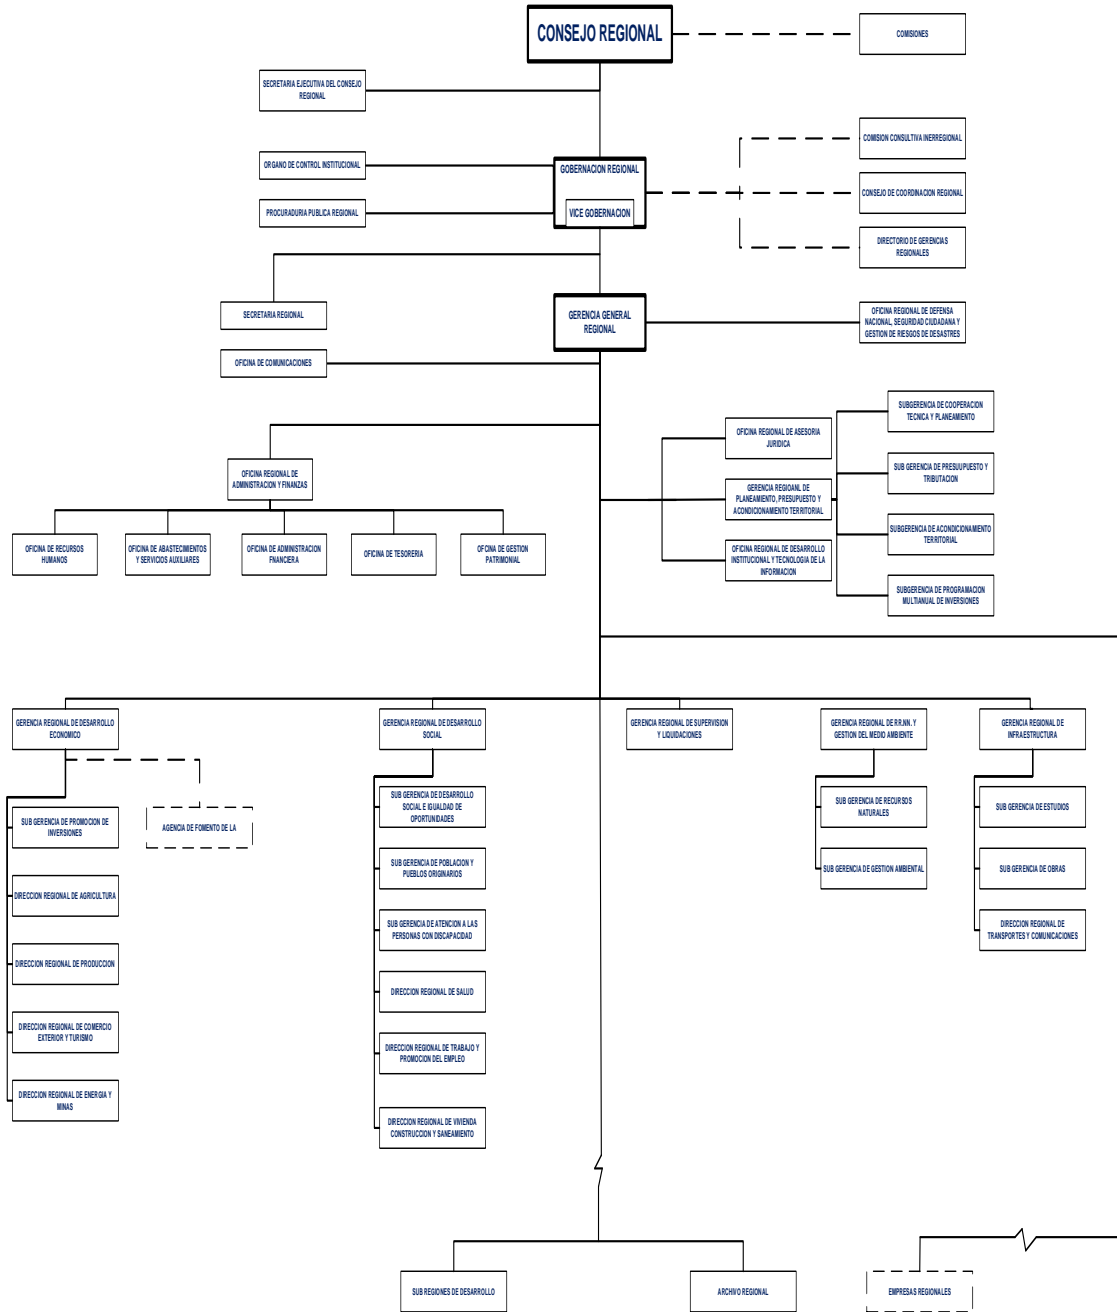 CONSEJO REGIONAL
COMISIONES
SECRETARIA EJECUTIVA DEL CONSEJO
REGIONAL
COMISION CONSULTIVA INERREGIONAL
ORGANO DE CONTROL INSTITUCIONAL
GOBERNACION REGIONAL
CONSEJO DE COORDINACION REGIONAL
PROCURADURIA PUBLICA REGIONAL
VICE GOBERNACION
DIRECTORIO DE GERENCIAS
REGIONALES
SECRETARIA REGIONAL
GERENCIA GENERAL
REGIONAL
OFICINA REGIONAL DE DEFENSA
NACIONAL, SEGURIDAD CIUDADANA Y
GESTION DE RIESGOS DE DESASTRES
OFICINA DE COMUNICACIONES
SUBGERENCIA DE COOPERACION
TECNICA Y PLANEAMIENTO
OFICINA REGIONAL DE ASESORIA
JURIDICA
OFICINA REGIONAL DE
ADMINISTRACION Y FINANZAS
SUB GERENCIA DE PRESUUPUESTO Y
TRIBUTACION
GERENCIA REGIOANL DE
PLANEAMIENTO, PRESUPUESTO Y
ACONDICIONAMIENTO TERRITORIAL
SUBGERENCIA DE ACONDICIONAMIENTO
TERRITORIAL
OFICINA DE RECURSOS
HUMANOS
OFICINA DE ABASTECIMIENTOS
Y SERVICIOS AUXILIARES
OFICINA DE ADMINISTRACION
FNANCIERA
OFICINA DE TESORERIA
OFICINA DE GESTION
PATRIMONIAL
OFICINA REGIONAL DE DESARROLLO
INSTITUCIONAL Y TECNOLOGIA DE LA
INFORMACION
SUBGERENCIA DE PROGRAMACION
MULTIANUAL DE INVERSIONES
GERENCIA REGIONAL DE DESARROLLO
ECONOMICO
GERENCIA REGIONAL DE DESARROLLO
SOCIAL
GERENCIA REGIONAL DE SUPERVISION
Y LIQUIDACIONES
GERENCIA REGIONAL DE RR.NN. Y
GESTION DEL MEDIO AMBIENTE
GERENCIA REGIONAL DE
INFRAESTRUCTURA
SUB GERENCIA DE PROMOCION DE
INVERSIONES
AGENCIA DE FOMENTO DE LA
SUB GERENCIA DE DESARROLLO
SOCIAL E IGUALDAD DE
OPORTUNIDADES
SUB GERENCIA DE RECURSOS
NATURALES
SUB GERENCIA DE ESTUDIOS
DIRECCION REGIONAL DE AGRICULTURA
SUB GERENCIA DE POBLACION Y
PUEBLOS ORIGINARIOS
SUB GERENCIA DE GESTION AMBIENTAL
SUB GERENCIA DE OBRAS
DIRECCION REGIONAL DE PRODUCCION
SUB GERENCIA DE ATENCION A LAS
PERSONAS CON DISCAPACIDAD
DIRECCION REGIONAL DE
TRANSPORTES Y COMUNICACIONES
DIRECCION REGIONAL DE COMERCIO
EXTERIOR Y TURISMO
DIRECCION REGIONAL DE SALUD
DIRECCION REGIONAL DE TRABAJO Y
PROMOCION DEL EMPLEO
DIRECCION REGIONAL DE ENERGIA Y
MINAS
DIRECCION REGIONAL DE VIVIENDA
CONSTRUCCION Y SANEAMIENTO
SUB REGIONES DE DESARROLLO
ARCHIVO REGIONAL
EMPRESAS REGIONALES